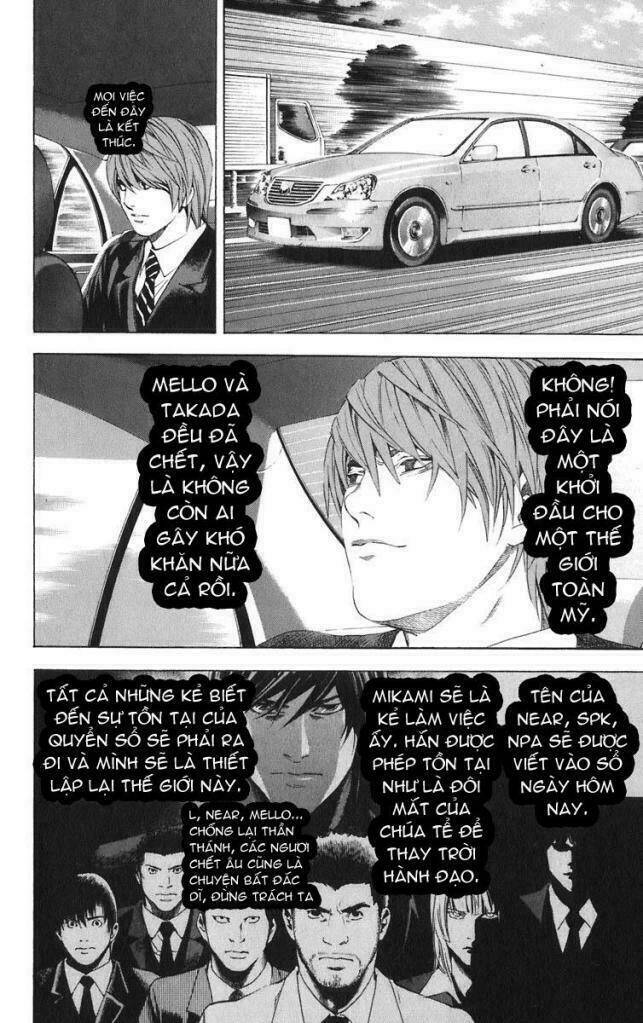 MỌI VIỆC
ĐẾN ĐÂY
LÀ KẾT
THÚC.
KHÔNG!
PHẢI NÓI
ĐÂY LÀ
MỘT
KHỞI
ĐẦU CHO
MỘT THẾ
GIỚI
TOÀN
MỸ.
MELLO VÀ
TAKADA
ĐỀU ĐÃ
CHẾT, VẬY
LÀ KHÔNG
CÒN AI
GÂY KHÓ
KHĂN NỮA
CẢ RỒI.
TÊN CỦA
NEAR, SPK,
NPA SẼ ĐƯỢC
VIẾT VÀO SỔ
NGÀY HÔM
NAY.
MIKAMI SẼ LÀ
KẺ LÀM VIỆC
ẤY. HẮN ĐƯỢC
PHÉP TỒN TẠI
NHƯ LÀ ĐÔI
MẮT CỦA
CHÚA TỂ ĐỂ
THAY TRỜI
HÀNH ĐẠO.
TẤT CẢ NHỮNG KẺ BIẾT
ĐẾN SỰ TỒN TẠI CỦA
QUYỂN SỔ SẼ PHẢI RA
ĐI VÀ MÌNH SẼ LÀ THIẾT
LẬP LẠI THẾ GIỚI NÀY.
L, NEAR, MELLO...
CHỐNG LẠI THẦN
THÁNH, CÁC NGƯƠI
CHẾT ÂU CŨNG LÀ
CHUYỆN BẤT ĐẮC
DĨ, ĐỪNG TRÁCH TA